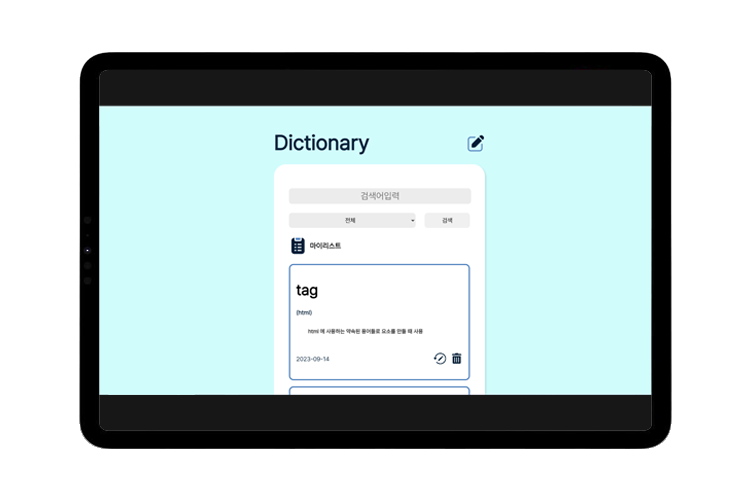 Dictionary
검색어입력
전체
검색
마이리스트
tag
(html)
html 에 사용하는 약속된 용어들로 요소를 만들 때 사용
2023-09-14